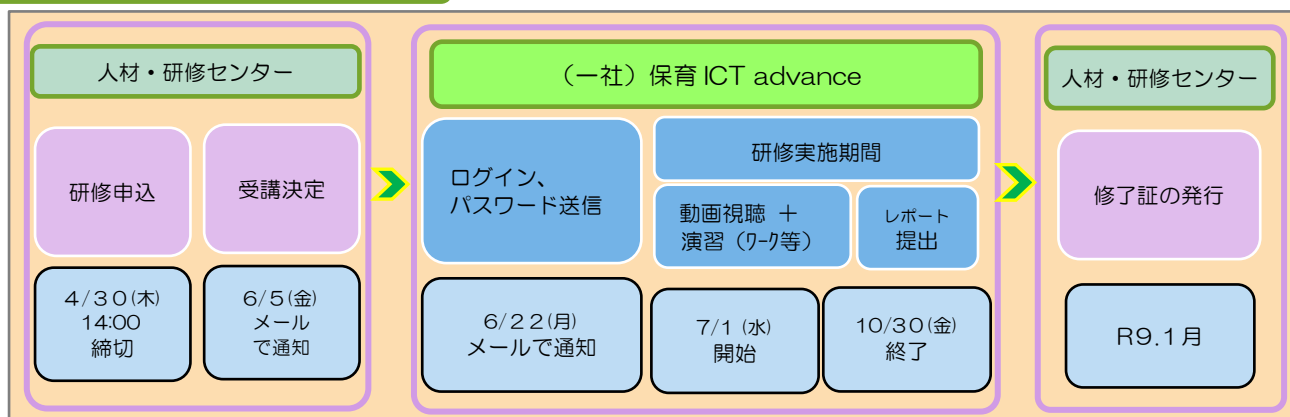 人材・研修センター
研修申込
受講決定
4/30(木)
14:00
締切
6/5(金)
メール
で通知
（一社）保育 ICT advance
ログイン、
パスワード送信
研修実施期間
動画視聴 ＋
演習（ﾜｰｸ等）
レポート
提出
6/22(月)
メールで通知
7/1 (水)
開始
10/30(金)
終了
人材・研修センター
修了証の発行
R9.1月